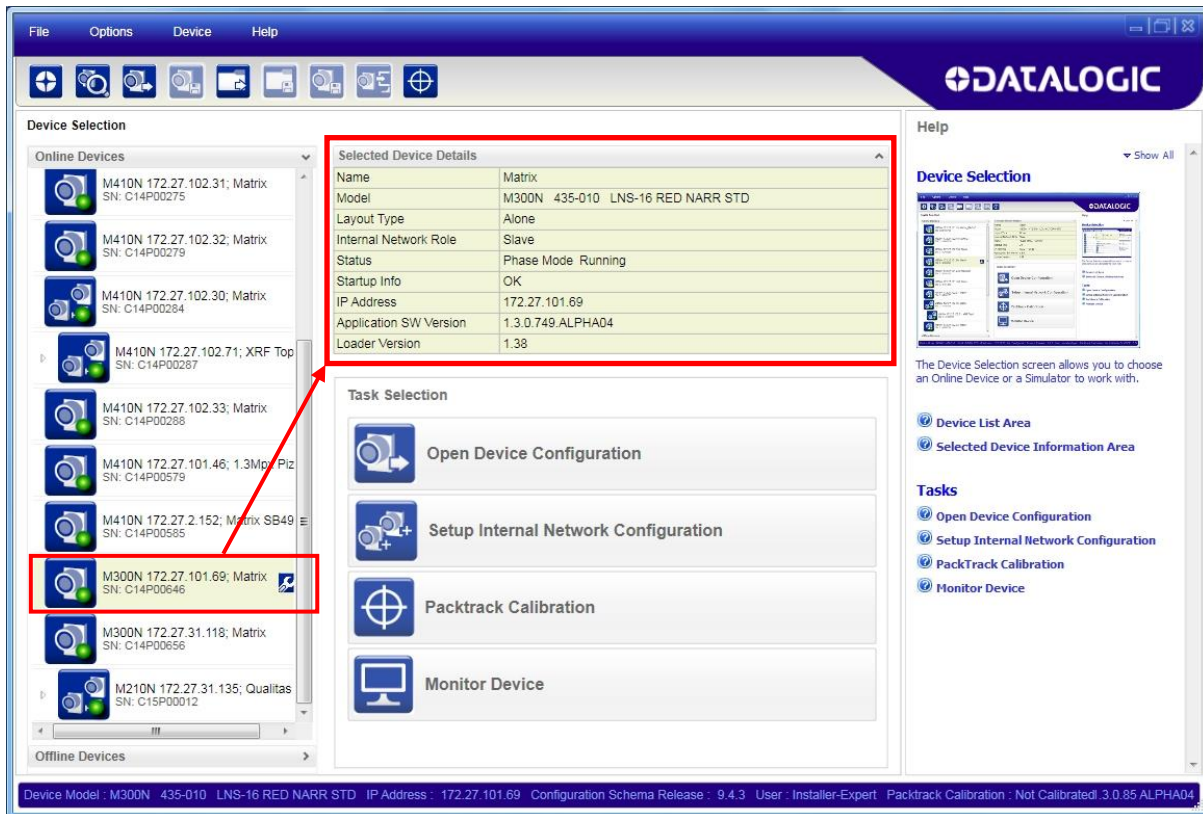 File Options Device Help
DATALOGIC
Device Selection
Online Devices
M410N 172.27.102.31; Matrix
SN: C14P00275
M410N 172.27.102.32; Matrix
SN: C14P00279
M410N 172.27.102.30; Matrix
SN: C14P00284
M410N 172.27.102.71; XRF Top
SN: C14P00287
M410N 172.27.102.33; Matrix
SN: C14P00288
M410N 172.27.101.46; 1.3Mpx Piz
SN: C14P00579
M410N 172.27.2.152; Matrix SB49
SN: C14P00585
M300N 172.27.101.69; Matrix
SN: C14P00646
M300N 172.27.31.118; Matrix
SN: C14P00656
M210N 172.27.31.135; Qualitas
SN: C15P00012
Offline Devices
Selected Device Details
Name Matrix
Model M300N 435-010 LNS-16 RED NARR STD
Layout Type Alone
Internal Network Role Slave
Status Phase Mode Running
Startup Info OK
IP Address 172.27.101.69
Application SW Version 1.3.0.749.ALPHA04
Loader Version 1.38
Task Selection
Open Device Configuration
Setup Internal Network Configuration
Packtrack Calibration
Monitor Device
Help
Show All
Device Selection
DATALOGIC
The Device Selection screen allows you to choose
an Online Device or a Simulator to work with.
Device List Area
Selected Device Information Area
Tasks
Open Device Configuration
Setup Internal Network Configuration
PackTrack Calibration
Monitor Device
Device Model : M300N 435-010 LNS-16 RED NARR STD IP Address : 172.27.101.69 Configuration Schema Release : 9.4.3 User : Installer-Expert Packtrack Calibration : Not Calibrated!.3.0.85 ALPHA04